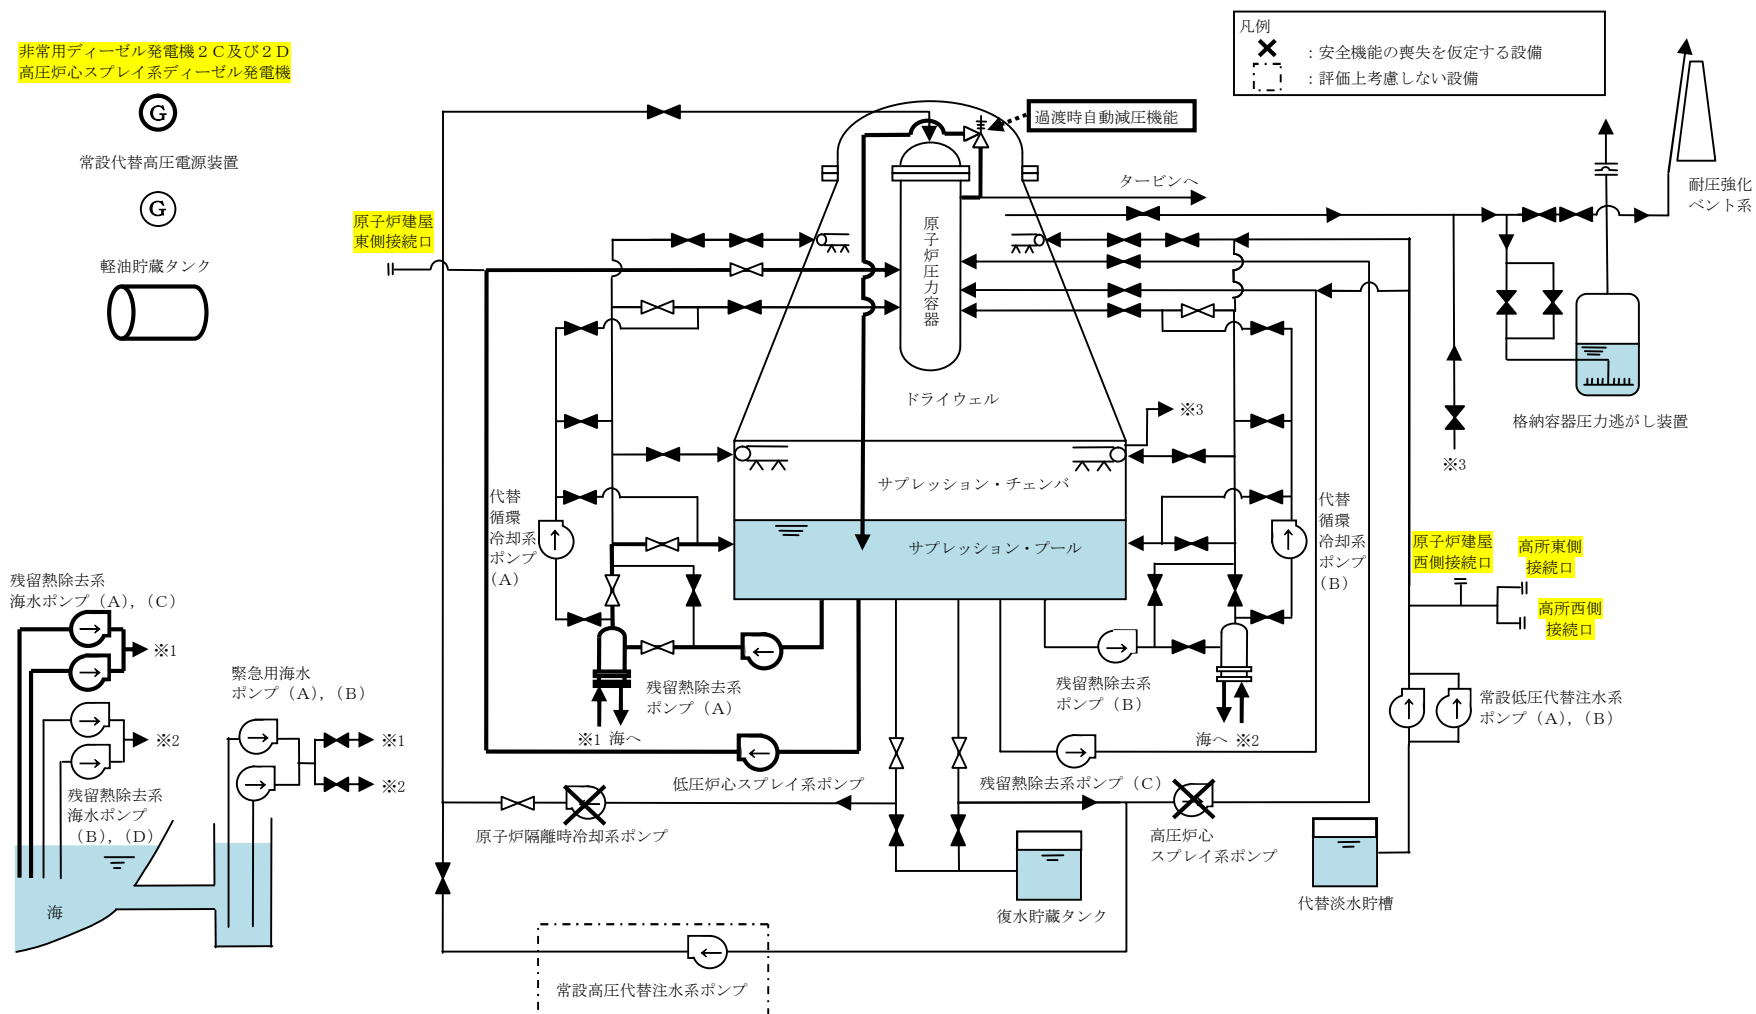 非常用ディーゼル発電機２Ｃ及び２Ｄ
高圧炉心スプレイ系ディーゼル発電機
G
常設代替高圧電源装置
G
軽油貯蔵タンク
凡例
：安全機能の喪失を仮定する設備
：評価上考慮しない設備
過渡時自動減圧機能
タービンへ
耐圧強化
ベント系
原子炉建屋
東側接続口
原子炉圧力容器
ドライウェル
※3
格納容器圧力逃がし装置
※3
サプレッション・チェンバ
サプレッション・プール
代替
循環
冷却系
ポンプ
（A）
代替
循環
冷却系
ポンプ
（B）
原子炉建屋
西側接続口
高所東側
接続口
高所西側
接続口
残留熱除去系
海水ポンプ（A），（C）
※1
緊急用海水
ポンプ（A），（B）
※2
※1
※2
残留熱除去系
海水ポンプ
（B），（D）
海
残留熱除去系
ポンプ（A）
※1 海へ
残留熱除去系
ポンプ（B）
海へ ※2
常設低圧代替注水系
ポンプ（A），（B）
低圧炉心スプレイ系ポンプ
残留熱除去系ポンプ（C）
原子炉隔離時冷却系ポンプ
高圧炉心
スプレイ系ポンプ
復水貯蔵タンク
代替淡水貯槽
常設高圧代替注水系ポンプ